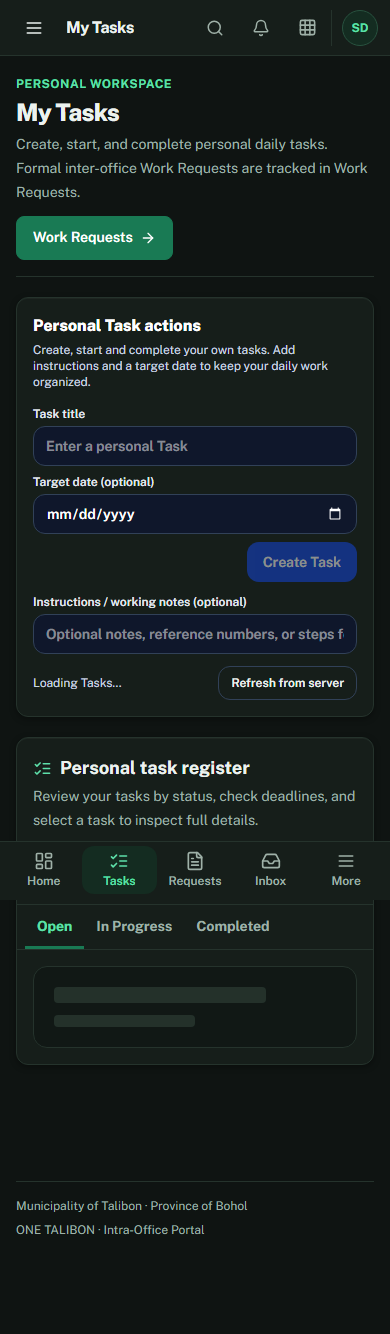 My Tasks
SD
PERSONAL WORKSPACE
My Tasks
Create, start, and complete personal daily tasks.
Formal inter-office Work Requests are tracked in Work
Requests.
Work Requests
Personal Task actions
Create, start and complete your own tasks. Add
instructions and a target date to keep your daily work
organized.
Task title
Enter a personal Task
Target date (optional)
mm/dd/yyyy
Create Task
Instructions / working notes (optional)
Optional notes, reference numbers, or steps f
Loading Tasks...
Refresh from server
Personal task register
Review your tasks by status, check deadlines, and
select a task to inspect full details.
Home
Tasks
Requests
Inbox
More
Open
In Progress
Completed
Municipality of Talibon · Province of Bohol
ONE TALIBON · Intra-Office Portal